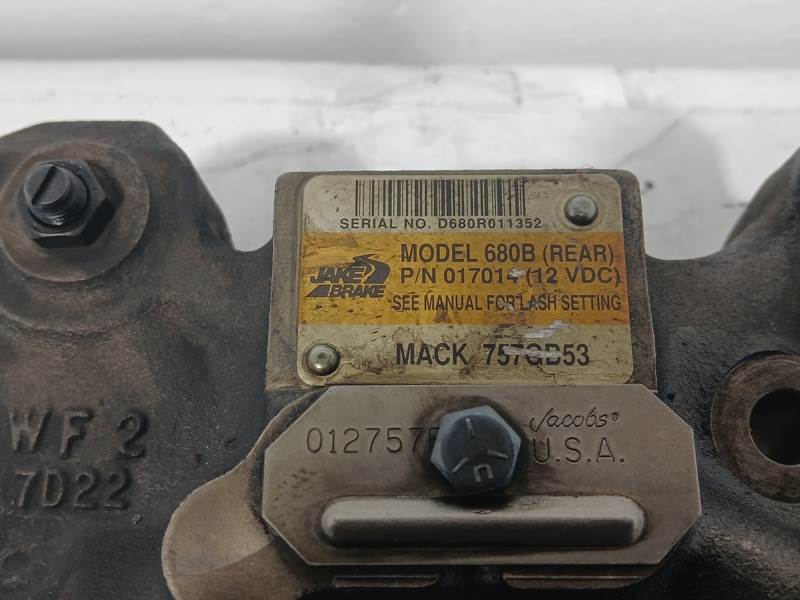 SERIAL NO. D680R011352
JAKE BRAKE
MODEL 680B (REAR)
P/N 017014 (12 VDC)
SEE MANUAL FOR LASH SETTING
MACK 757GB53
Jacobs®
U.S.A.
WF 2
7D22